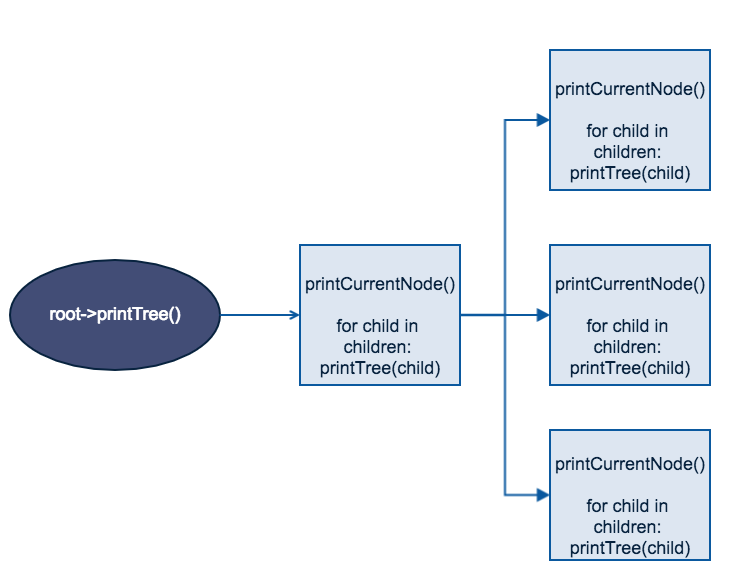 root->printTree()
printCurrentNode()
for child in
children:
printTree(child)
printCurrentNode()
for child in
children:
printTree(child)
printCurrentNode()
for child in
children:
printTree(child)
printCurrentNode()
for child in
children:
printTree(child)